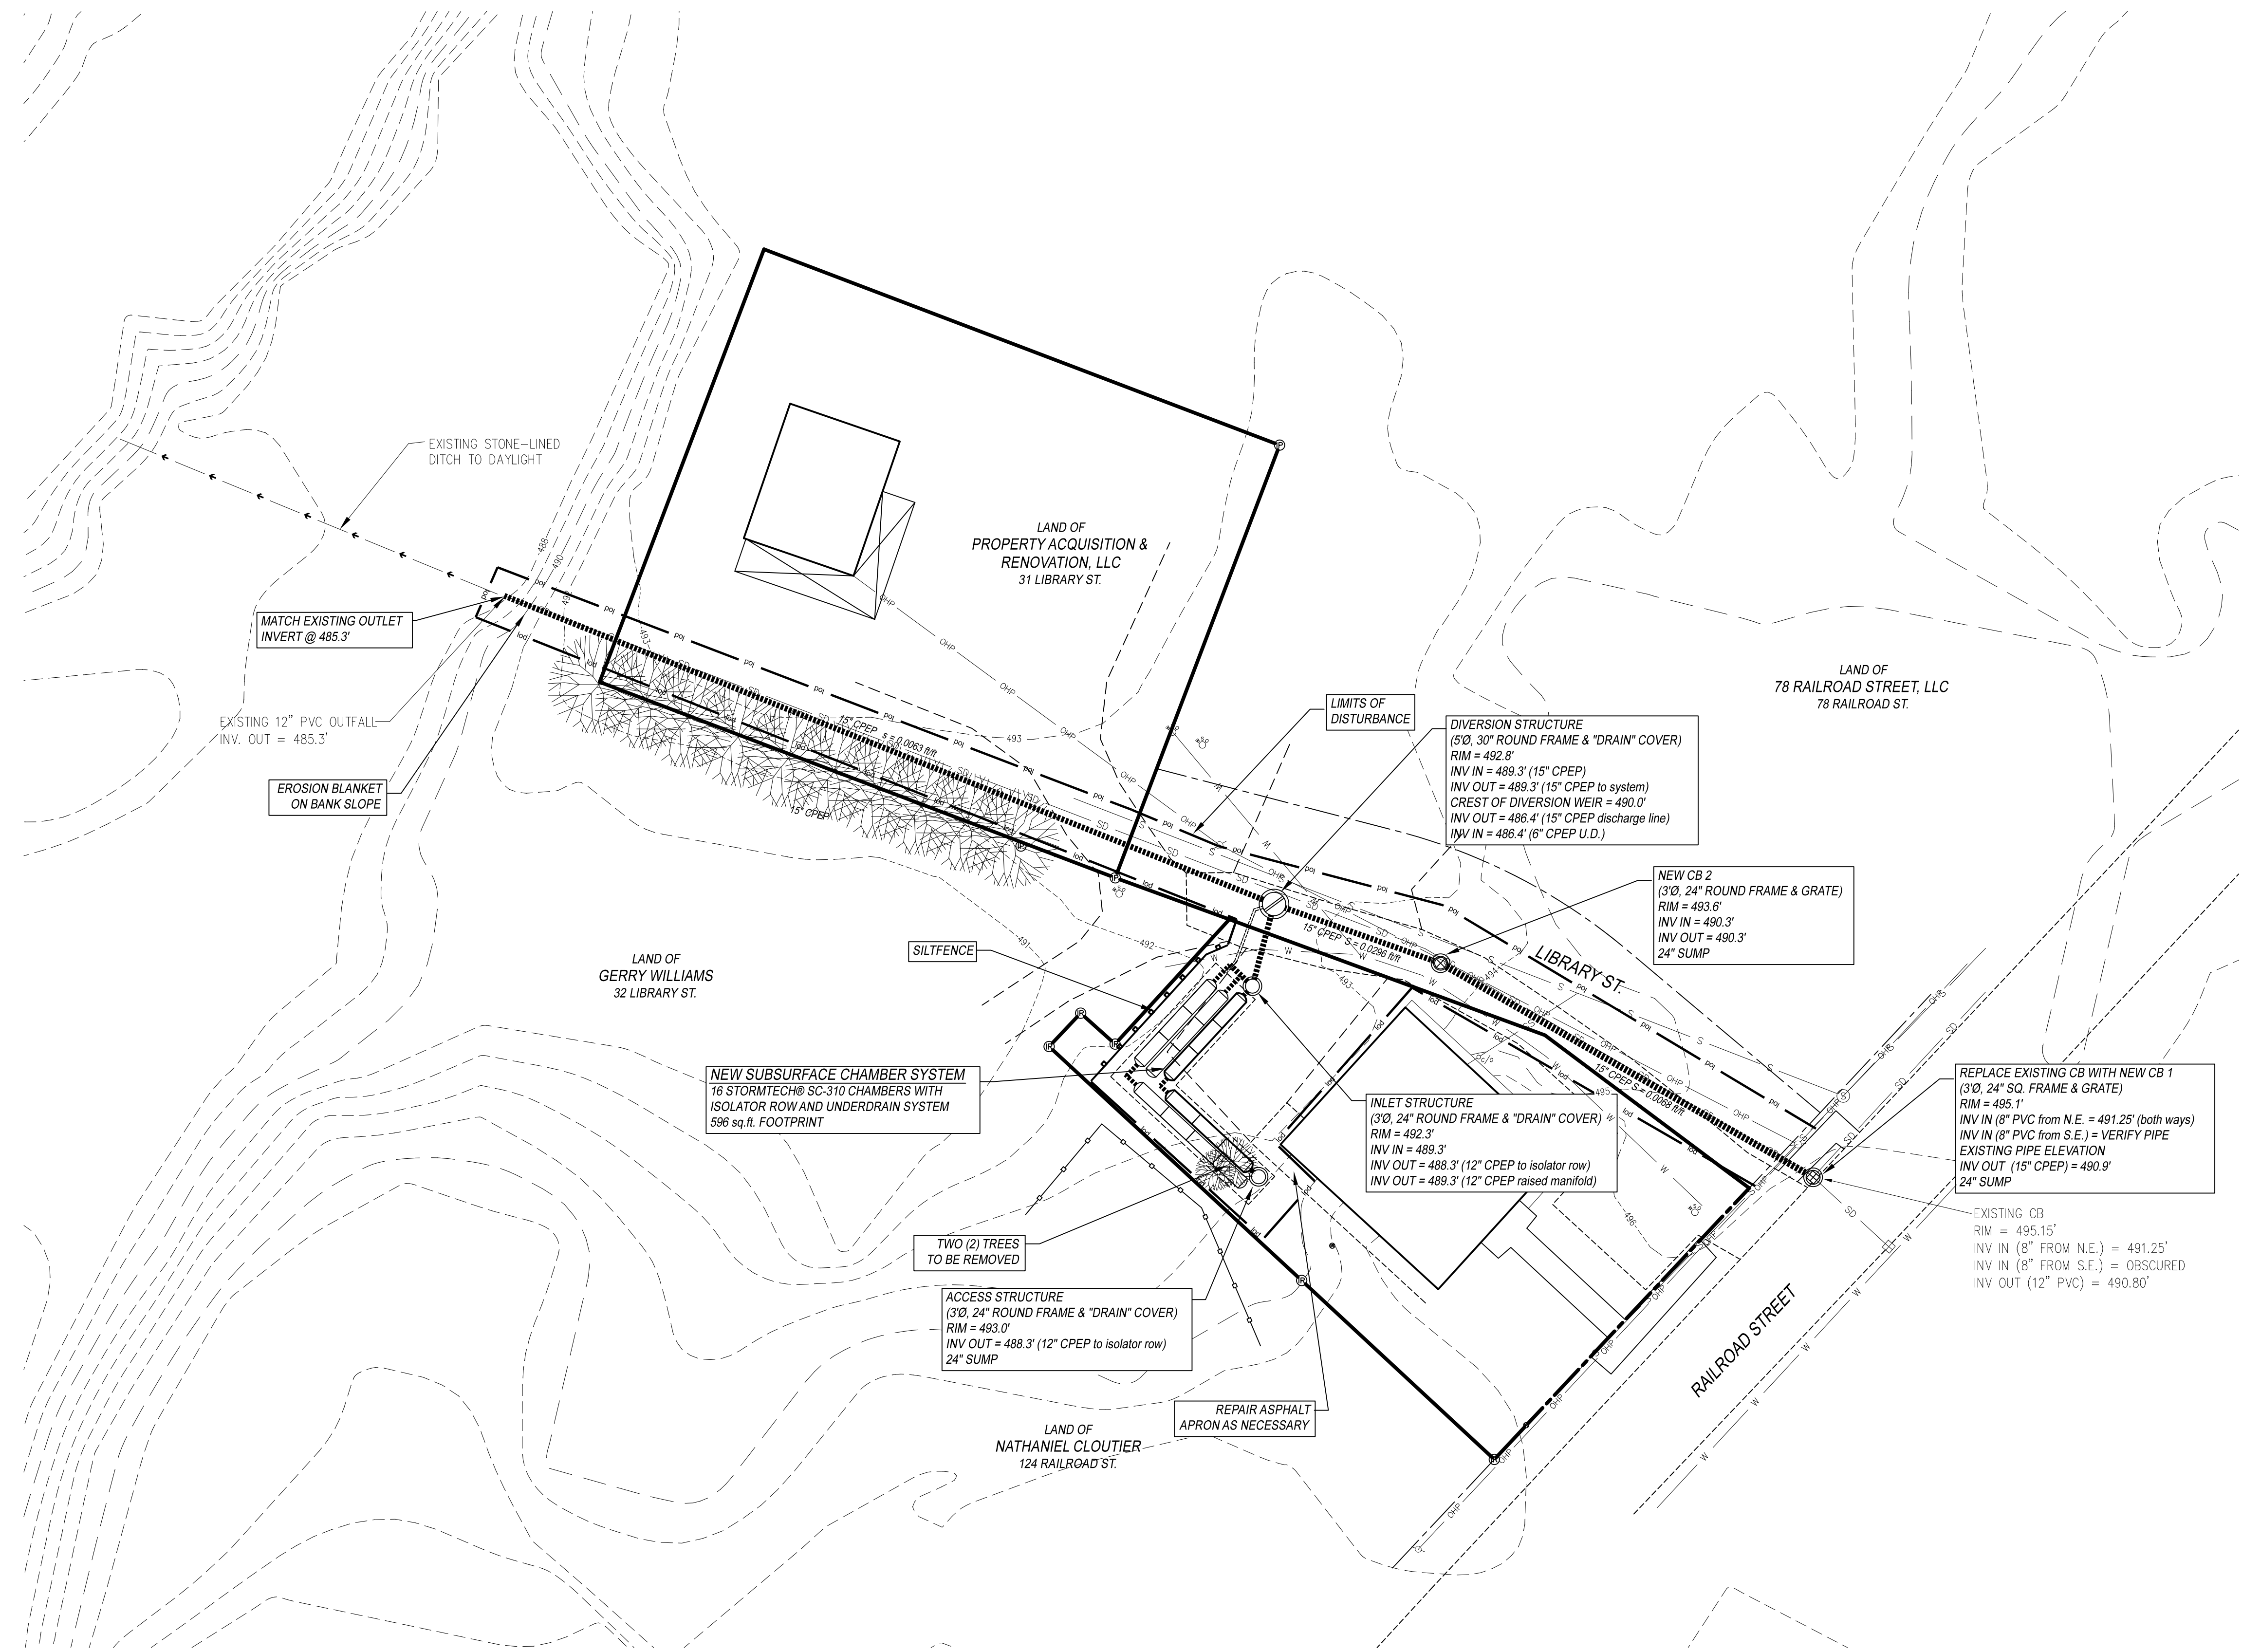 EXISTING STONE-LINED
DITCH TO DAYLIGHT
LAND OF
PROPERTY ACQUISITION &
RENOVATION, LLC
31 LIBRARY ST.
488
490
492
493
MATCH EXISTING OUTLET
INVERT @ 485.3'
EXISTING 12" PVC OUTFALL
INV. OUT = 485.3'
EROSION BLANKET
ON BANK SLOPE
15" CPEP s = 0.0063 ft/ft
15" CPEP
493
LAND OF
78 RAILROAD STREET, LLC
78 RAILROAD ST.
LIMITS OF
DISTURBANCE
DIVERSION STRUCTURE
(5'Ø, 30" ROUND FRAME & "DRAIN" COVER)
RIM = 492.8'
INV IN = 489.3' (15" CPEP)
INV OUT = 489.3' (15" CPEP to system)
CREST OF DIVERSION WEIR = 490.0'
INV OUT = 486.4' (15" CPEP discharge line)
INV IN = 486.4' (6" CPEP U.D.)
NEW CB 2
(3'Ø, 24" ROUND FRAME & GRATE)
RIM = 493.6'
INV IN = 490.3'
INV OUT = 490.3'
24" SUMP
SILTFENCE
491
492
15" CPEP S = 0.0296 ft/ft
LIBRARY ST.
493
494
LAND OF
GERRY WILLIAMS
32 LIBRARY ST.
NEW SUBSURFACE CHAMBER SYSTEM
16 STORMTECH® SC-310 CHAMBERS WITH
ISOLATOR ROW AND UNDERDRAIN SYSTEM
596 sq.ft. FOOTPRINT
15" CPEP S = 0.0068 ft/ft
495
INLET STRUCTURE
(3'Ø, 24" ROUND FRAME & "DRAIN" COVER)
RIM = 492.3'
INV IN = 489.3'
INV OUT = 488.3' (12" CPEP to isolator row)
INV OUT = 489.3' (12" CPEP raised manifold)
REPLACE EXISTING CB WITH NEW CB 1
(3'Ø, 24" SQ. FRAME & GRATE)
RIM = 495.1'
INV IN (8" PVC from N.E. = 491.25' (both ways)
INV IN (8" PVC from S.E.) = VERIFY PIPE
EXISTING PIPE ELEVATION
INV OUT (15" CPEP) = 490.9'
24" SUMP
EXISTING CB
RIM = 495.15'
INV IN (8" FROM N.E.) = 491.25'
INV IN (8" FROM S.E.) = OBSCURED
INV OUT (12" PVC) = 490.80'
496
TWO (2) TREES
TO BE REMOVED
ACCESS STRUCTURE
(3'Ø, 24" ROUND FRAME & "DRAIN" COVER)
RIM = 493.0'
INV OUT = 488.3' (12" CPEP to isolator row)
24" SUMP
RAILROAD STREET
REPAIR ASPHALT
APRON AS NECESSARY
LAND OF
NATHANIEL CLOUTIER
124 RAILROAD ST.